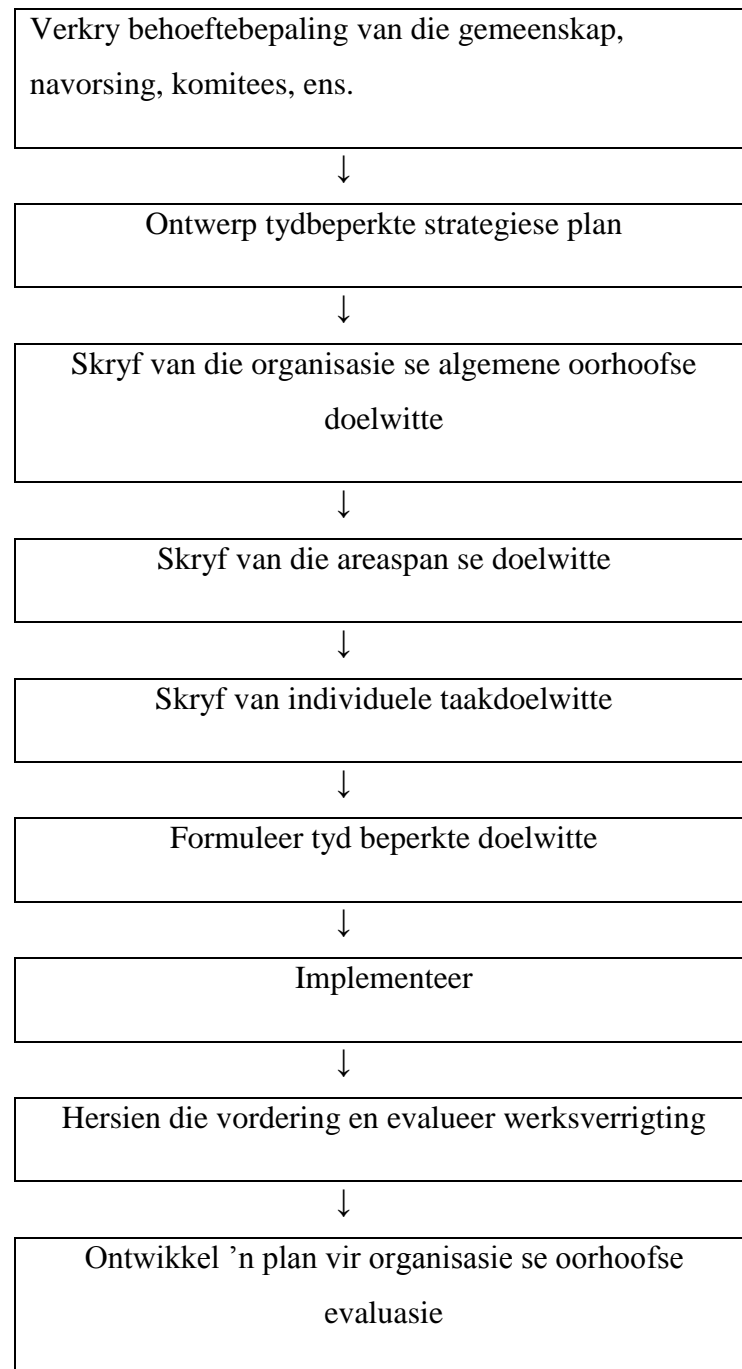 Verkry behoeftebepaling van die gemeenskap,
navorsing, komitees, ens.
↓
Ontwerp tydbeperkte strategiese plan
↓
Skryf van die organisasie se algemene oorhoofse
doelwitte
↓
Skryf van die areaspan se doelwitte
↓
Skryf van individuele taakdoelwitte
↓
Formuleer tyd beperkte doelwitte
↓
Implementeer
↓
Hersien die vordering en evalueer werksverrigting
↓
Ontwikkel ’n plan vir organisasie se oorhoofse
evaluasie